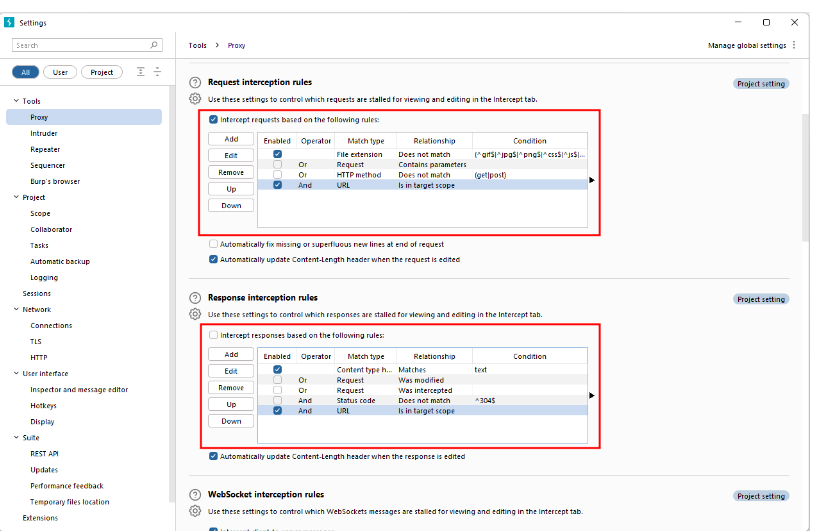 Settings
Search
Tools > Proxy
Manage global settings
All User Project
Tools
Proxy
Intruder
Repeater
Sequencer
Burp's browser
Project
Scope
Collaborator
Tasks
Automatic backup
Logging
Sessions
Network
Connections
TLS
HTTP
User interface
Inspector and message editor
Hotkeys
Display
Suite
REST API
Updates
Performance feedback
Temporary files location
Extensions
Request interception rules
Project setting
Use these settings to control which requests are stalled for viewing and editing in the Intercept tab.
Intercept requests based on the following rules:
Add
Edit
Remove
Up
Down
Enabled Operator Match type Relationship Condition
File extension Does not match (^gif$|^jpg$|^png$|^css$|^js$|...
Or Request Contains parameters
Or HTTP method Does not match (get|post)
And URL Is in target scope
Automatically fix missing or superfluous new lines at end of request
Automatically update Content-Length header when the request is edited
Response interception rules
Project setting
Use these settings to control which responses are stalled for viewing and editing in the Intercept tab.
Intercept responses based on the following rules:
Add
Edit
Remove
Up
Down
Enabled Operator Match type Relationship Condition
Content type h... Matches text
Or Request Was modified
Or Request Was intercepted
And Status code Does not match ^304$
And URL Is in target scope
Automatically update Content-Length header when the response is edited
WebSocket interception rules
Project setting
Use these settings to control which WebSockets messages are stalled for viewing and editing in the Intercept tab.